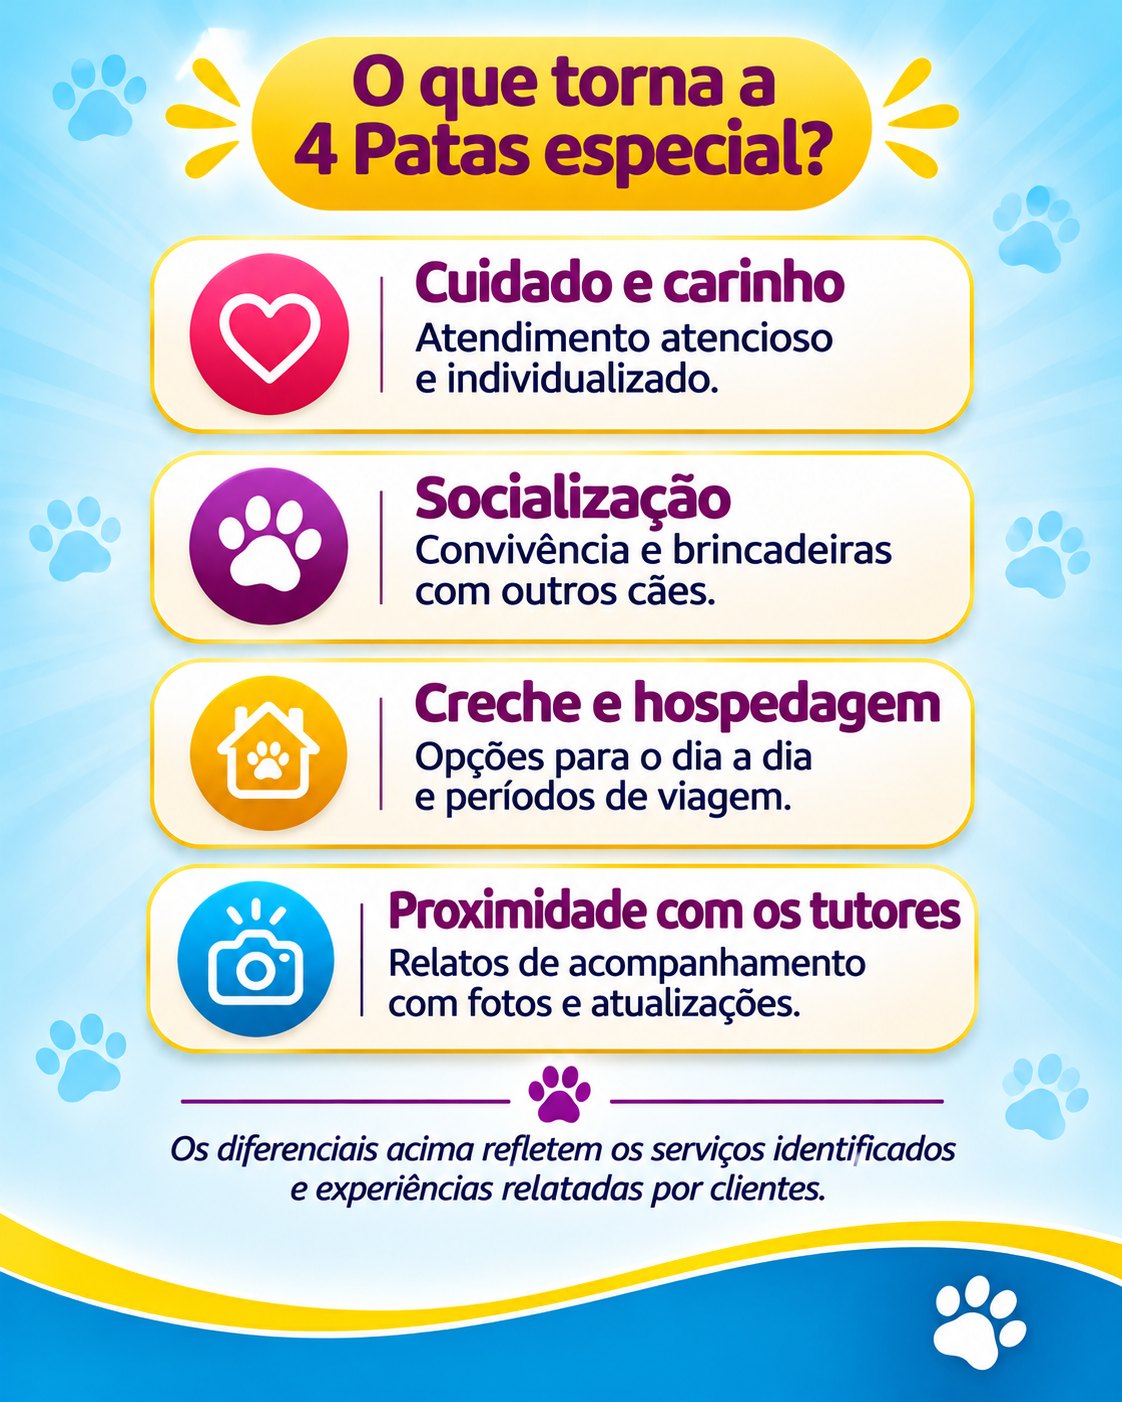 O que torna a
4 Patas especial?
Cuidado e carinho
Atendimento atencioso
e individualizado.
Socialização
Convivência e brincadeiras
com outros cães.
Creche e hospedagem
Opções para o dia a dia
e períodos de viagem.
Proximidade com os tutores
Relatos de acompanhamento
com fotos e atualizações.
Os diferenciais acima refletem os serviços identificados
e experiências relatadas por clientes.